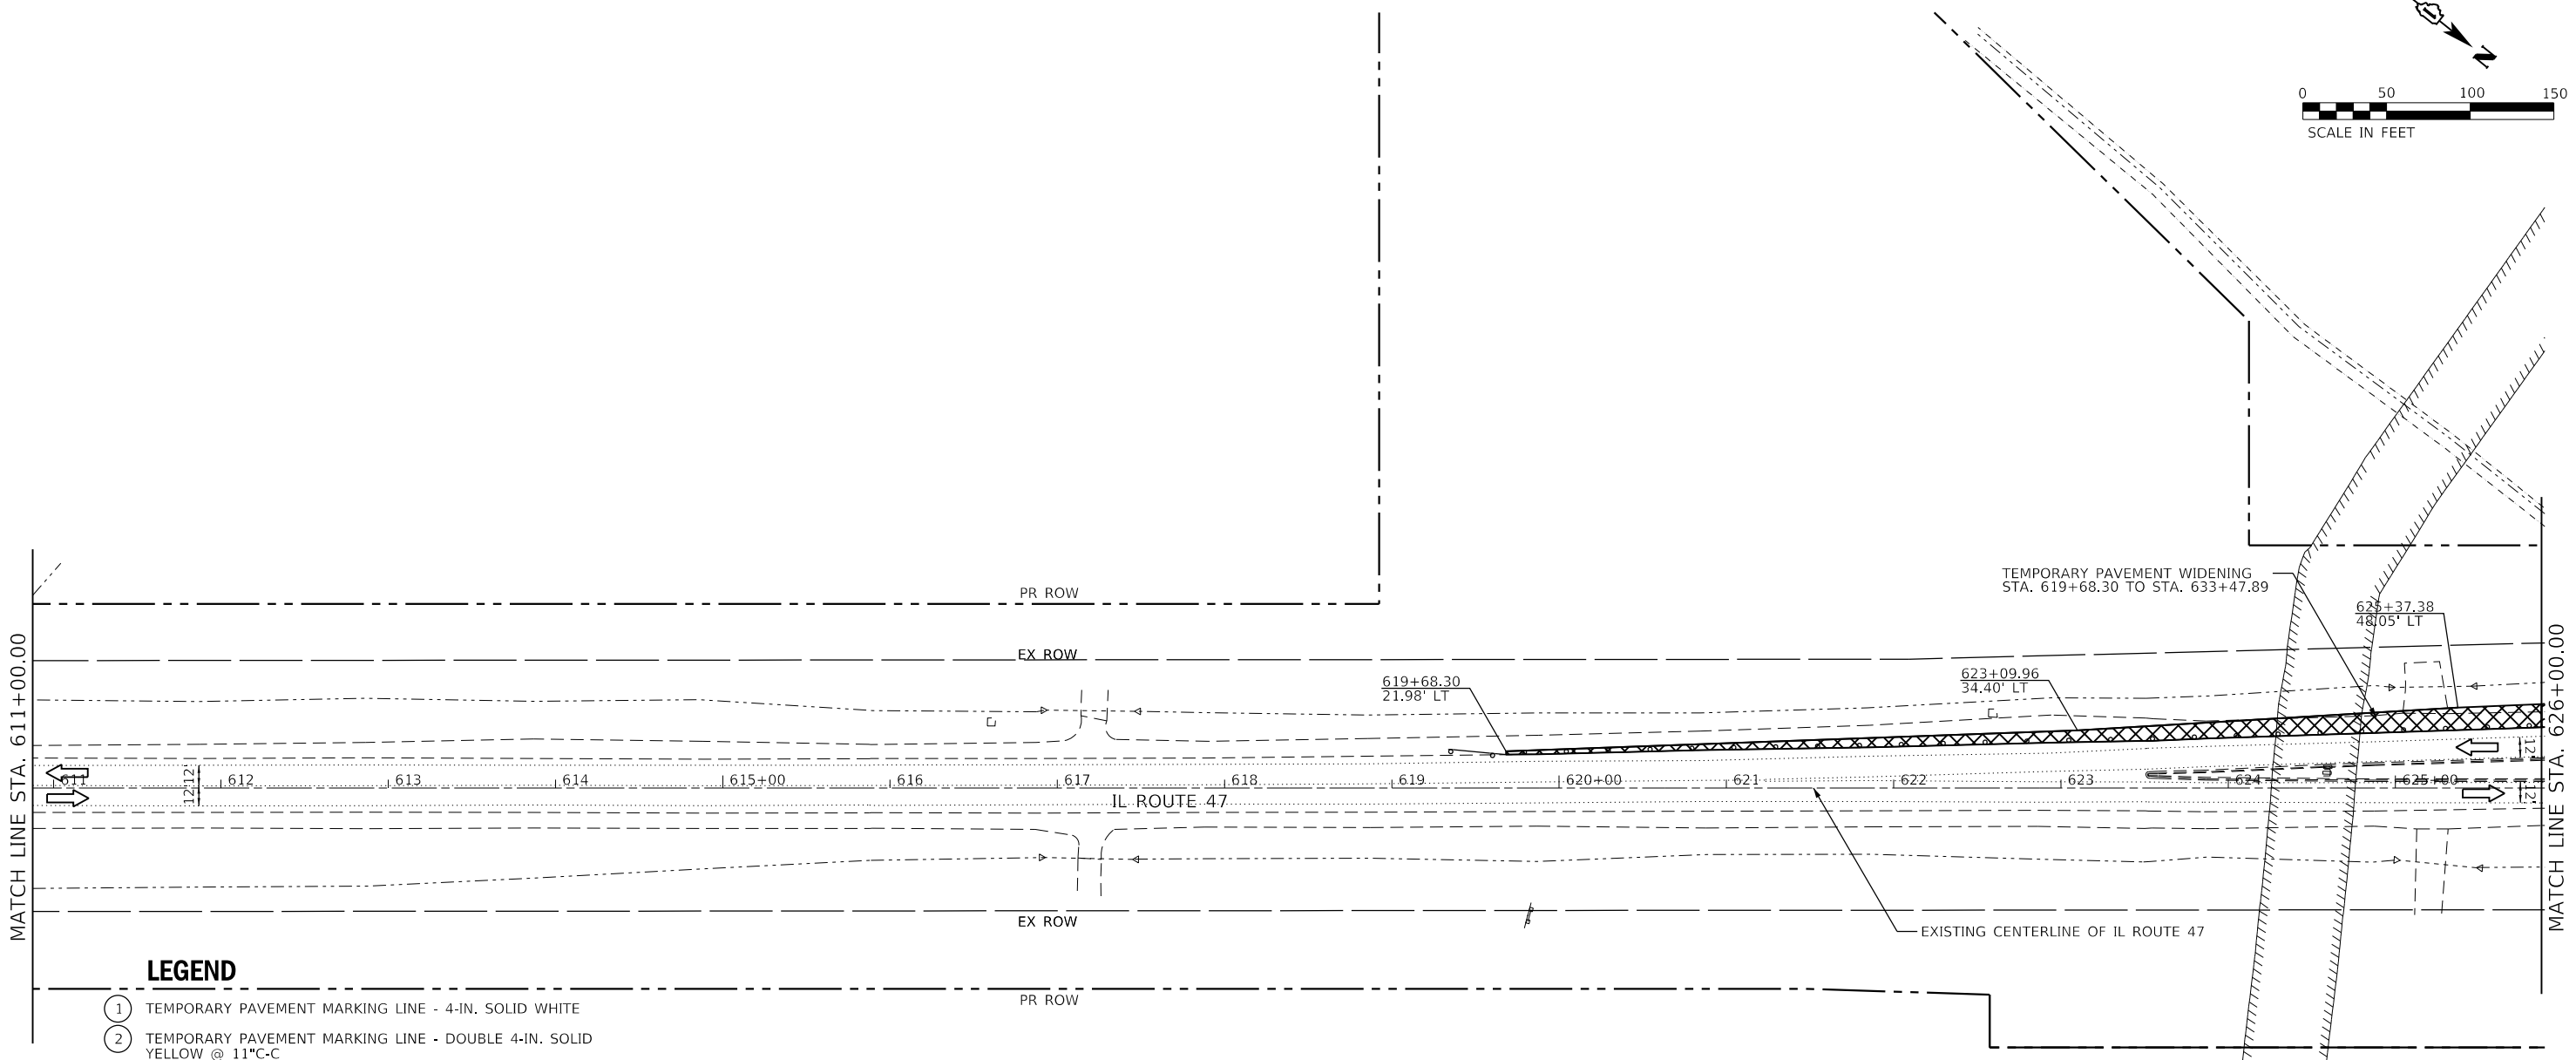 N
0 50 100 150
SCALE IN FEET
TEMPORARY PAVEMENT WIDENING
STA. 619+68.30 TO STA. 633+47.89
PR ROW
625+37.38
48.05' LT
EX ROW
623+09.96
34.40' LT
619+68.30
21.98' LT
MATCH LINE STA. 611+00.00
MATCH LINE STA. 626+00.00
12'
12'
12'
12'
611 612 613 614 615+00 616 617 618 619 620+00 621 622 623 624 625+00
IL ROUTE 47
EX ROW
EXISTING CENTERLINE OF IL ROUTE 47
PR ROW
LEGEND
1 TEMPORARY PAVEMENT MARKING LINE - 4-IN. SOLID WHITE
2 TEMPORARY PAVEMENT MARKING LINE - DOUBLE 4-IN. SOLID
YELLOW @ 11"C-C